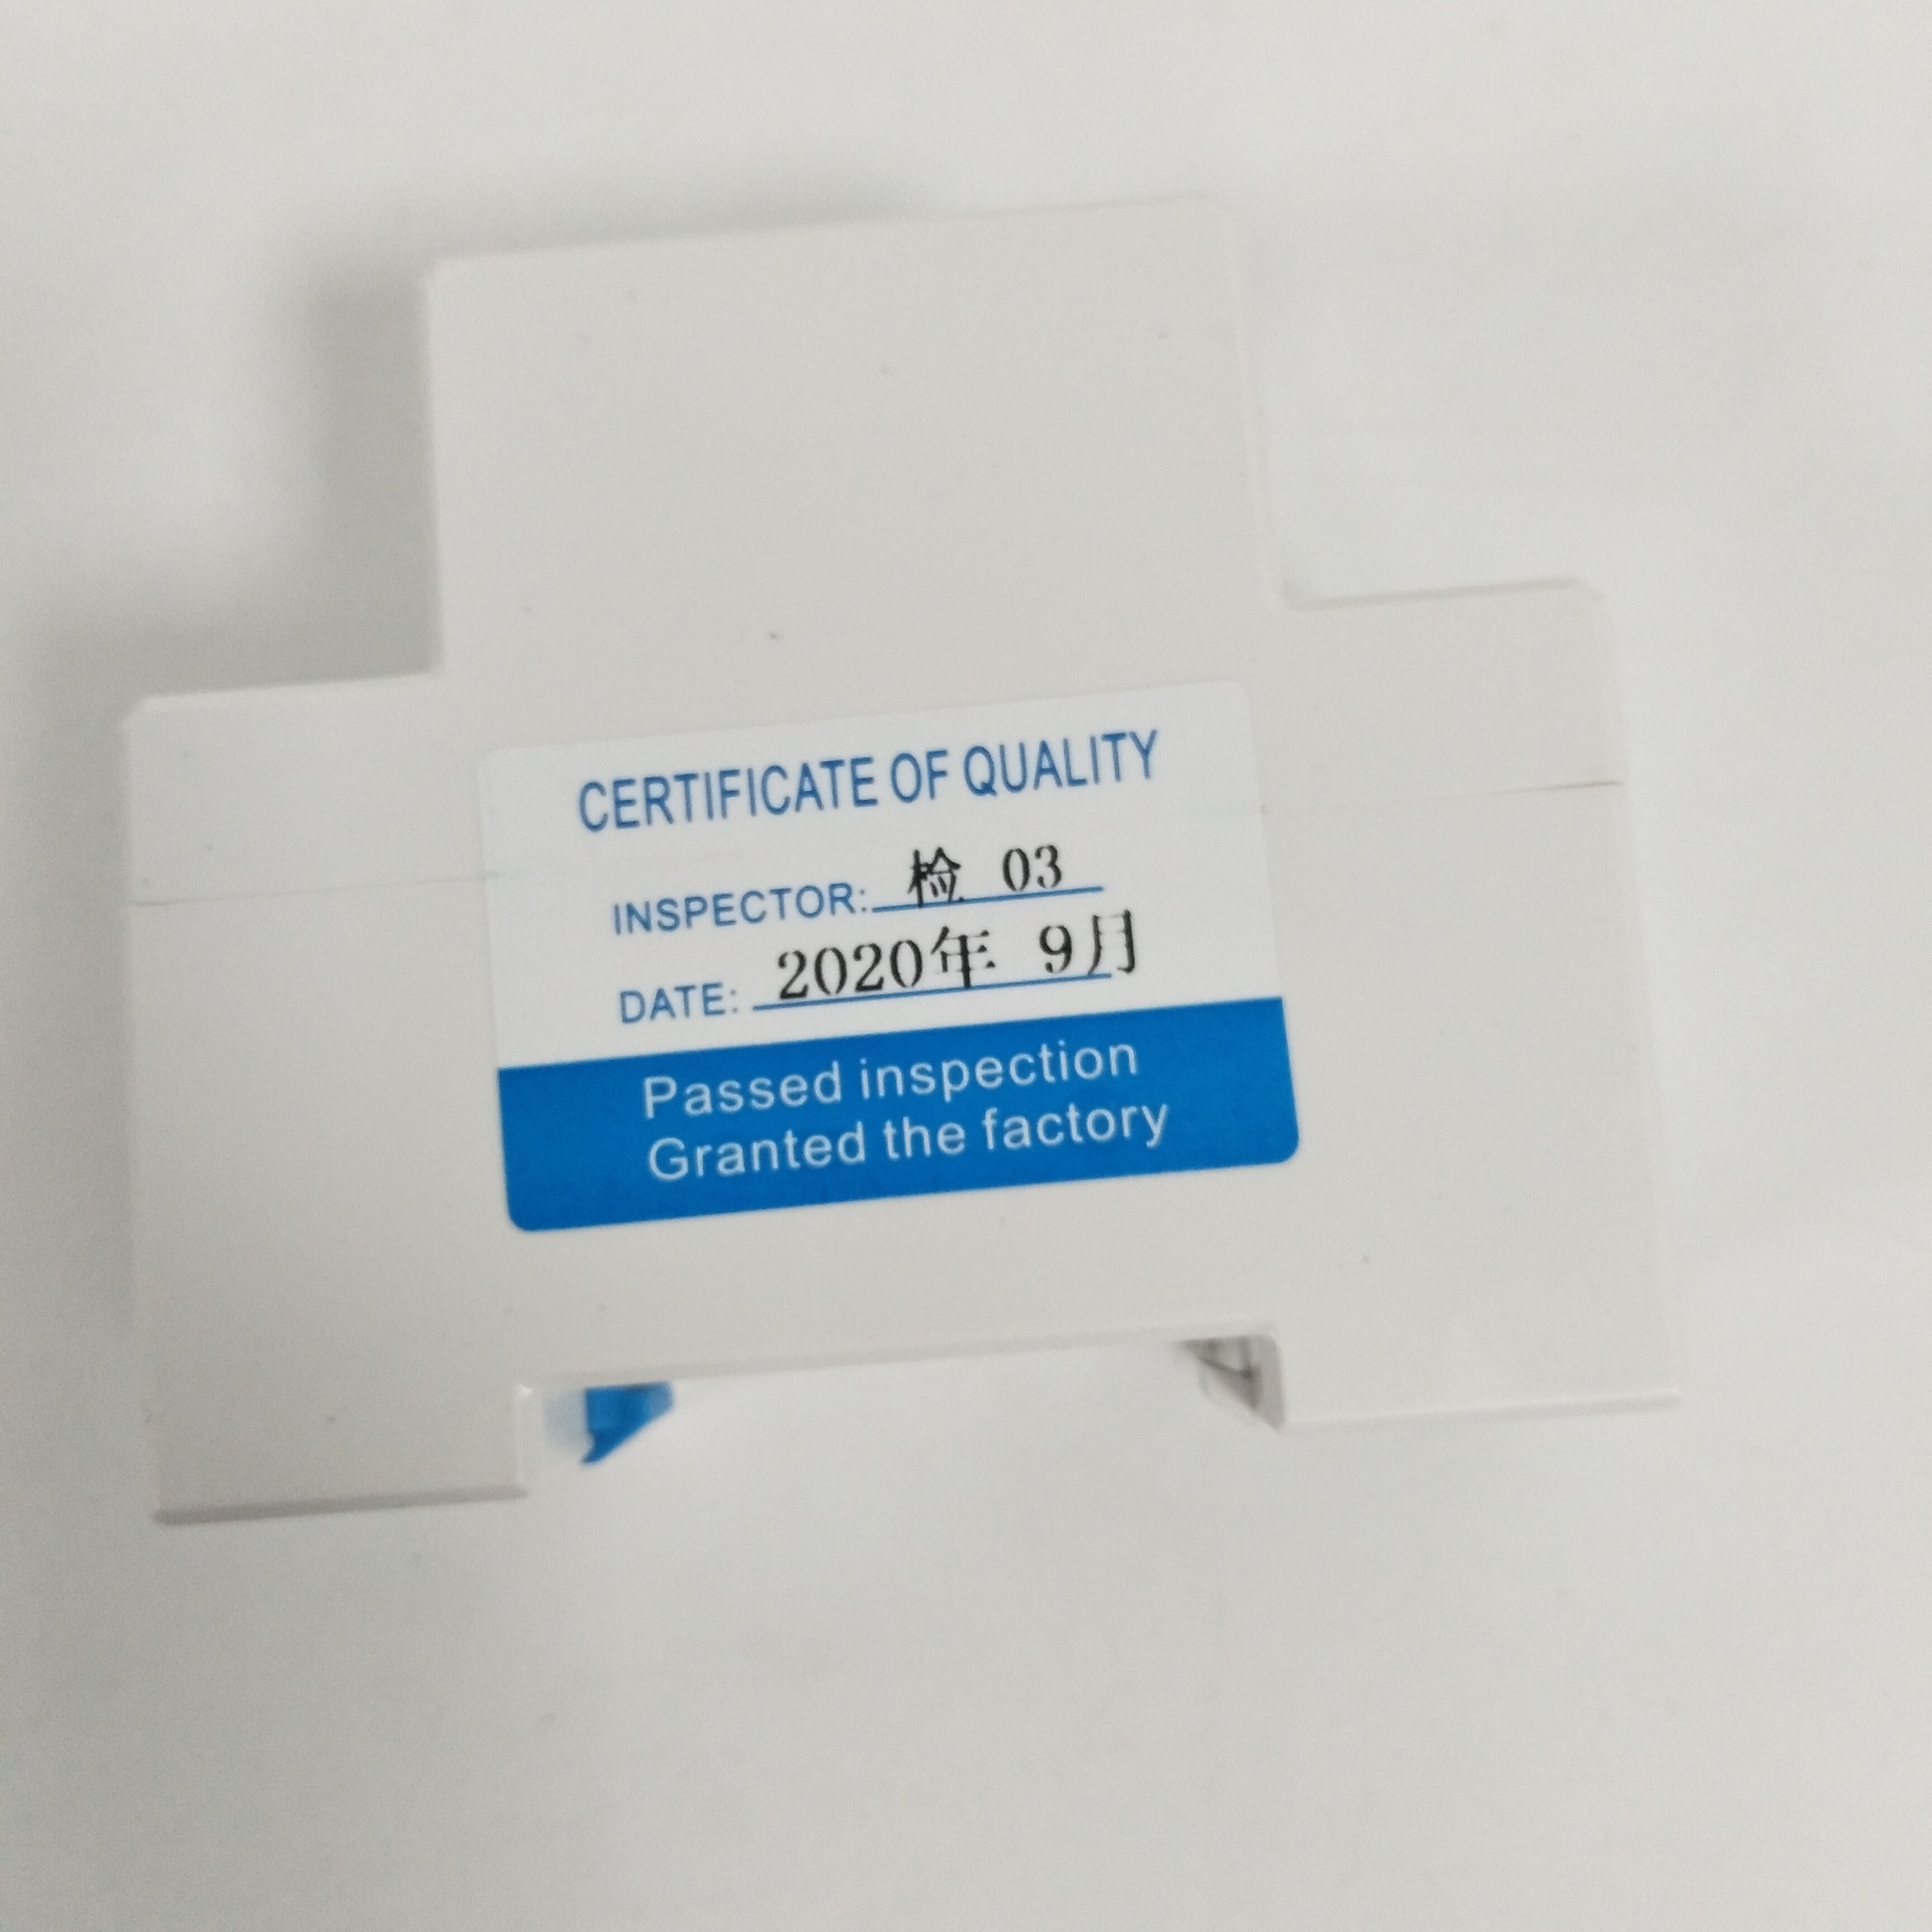 CERTIFICATE OF QUALITY
INSPECTOR: 检 03
DATE: 2020年 9月
Passed inspection
Granted the factory